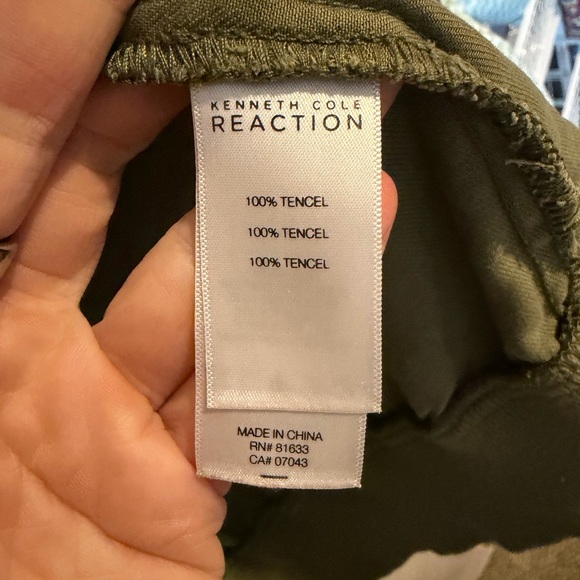 KENNETH COLE
REACTION
100% TENCEL
100% TENCEL
100% TENCEL
MADE IN CHINA
RN# 81633
CA# 07043